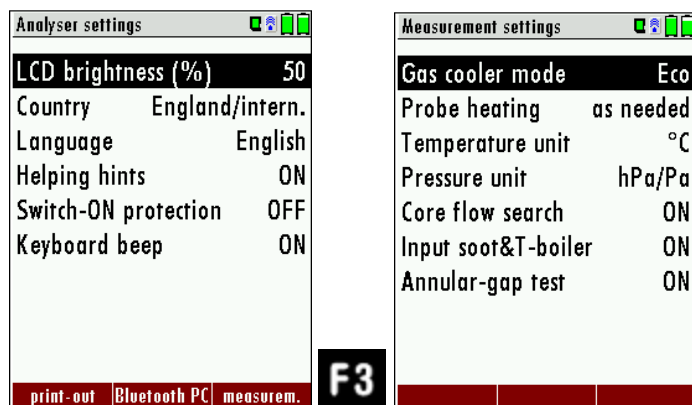 Analyser settings
LCD brightness (%) 50
Country England/intern.
Language English
Helping hints ON
Switch-ON protection OFF
Keyboard beep ON
print-out Bluetooth PC measurem.
F3
Measurement settings
Gas cooler mode Eco
Probe heating as needed
Temperature unit °C
Pressure unit hPa/Pa
Core flow search ON
Input soot&T-boiler ON
Annular-gap test ON